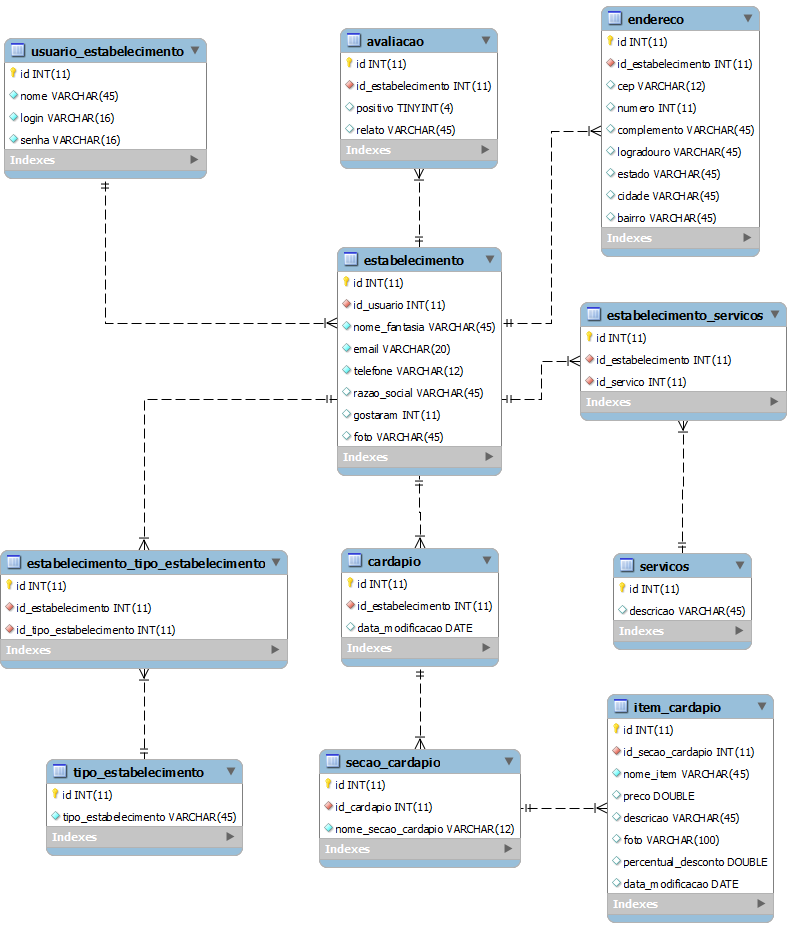 usuario_estabelecimento
id INT(11)
nome VARCHAR(45)
login VARCHAR(16)
senha VARCHAR(16)
Indexes
avaliacao
id INT(11)
id_estabelecimento INT(11)
positivo TINYINT(4)
relato VARCHAR(45)
Indexes
endereco
id INT(11)
id_estabelecimento INT(11)
cep VARCHAR(12)
numero INT(11)
complemento VARCHAR(45)
logradouro VARCHAR(45)
estado VARCHAR(45)
cidade VARCHAR(45)
bairro VARCHAR(45)
Indexes
estabelecimento
id INT(11)
id_usuario INT(11)
nome_fantasia VARCHAR(45)
email VARCHAR(20)
telefone VARCHAR(12)
razao_social VARCHAR(45)
gostaram INT(11)
foto VARCHAR(45)
Indexes
estabelecimento_servicos
id INT(11)
id_estabelecimento INT(11)
id_servico INT(11)
Indexes
estabelecimento_tipo_estabelecimento
id INT(11)
id_estabelecimento INT(11)
id_tipo_estabelecimento INT(11)
Indexes
cardapio
id INT(11)
id_estabelecimento INT(11)
data_modificacao DATE
Indexes
servicos
id INT(11)
descricao VARCHAR(45)
Indexes
tipo_estabelecimento
id INT(11)
tipo_estabelecimento VARCHAR(45)
Indexes
secao_cardapio
id INT(11)
id_cardapio INT(11)
nome_secao_cardapio VARCHAR(12)
Indexes
item_cardapio
id INT(11)
id_secao_cardapio INT(11)
nome_item VARCHAR(45)
preco DOUBLE
descricao VARCHAR(45)
foto VARCHAR(100)
percentual_desconto DOUBLE
data_modificacao DATE
Indexes